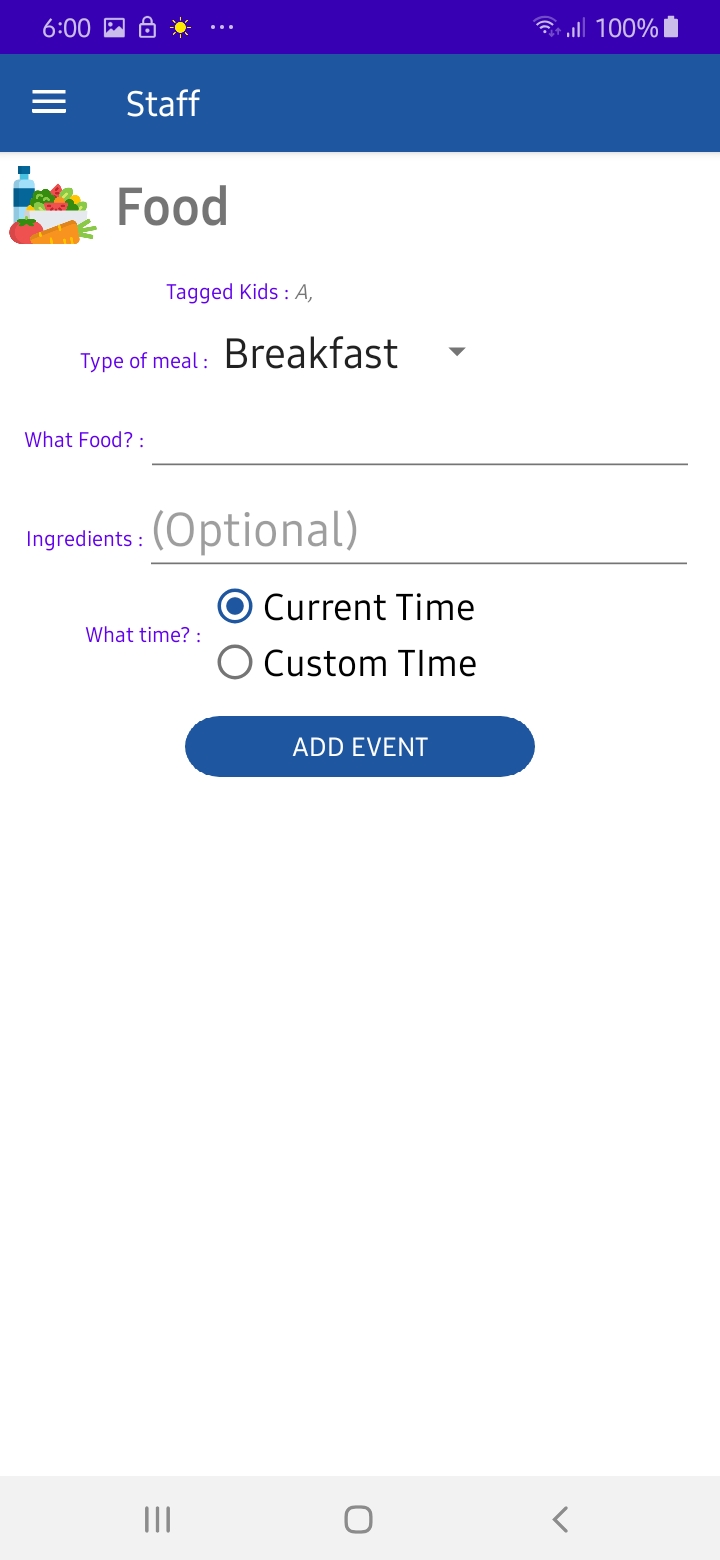 6:00 100%
Staff
Food
Tagged Kids : A,
Type of meal : Breakfast
What Food? :
Ingredients : (Optional)
What time? :
Current Time
Custom TIme
ADD EVENT